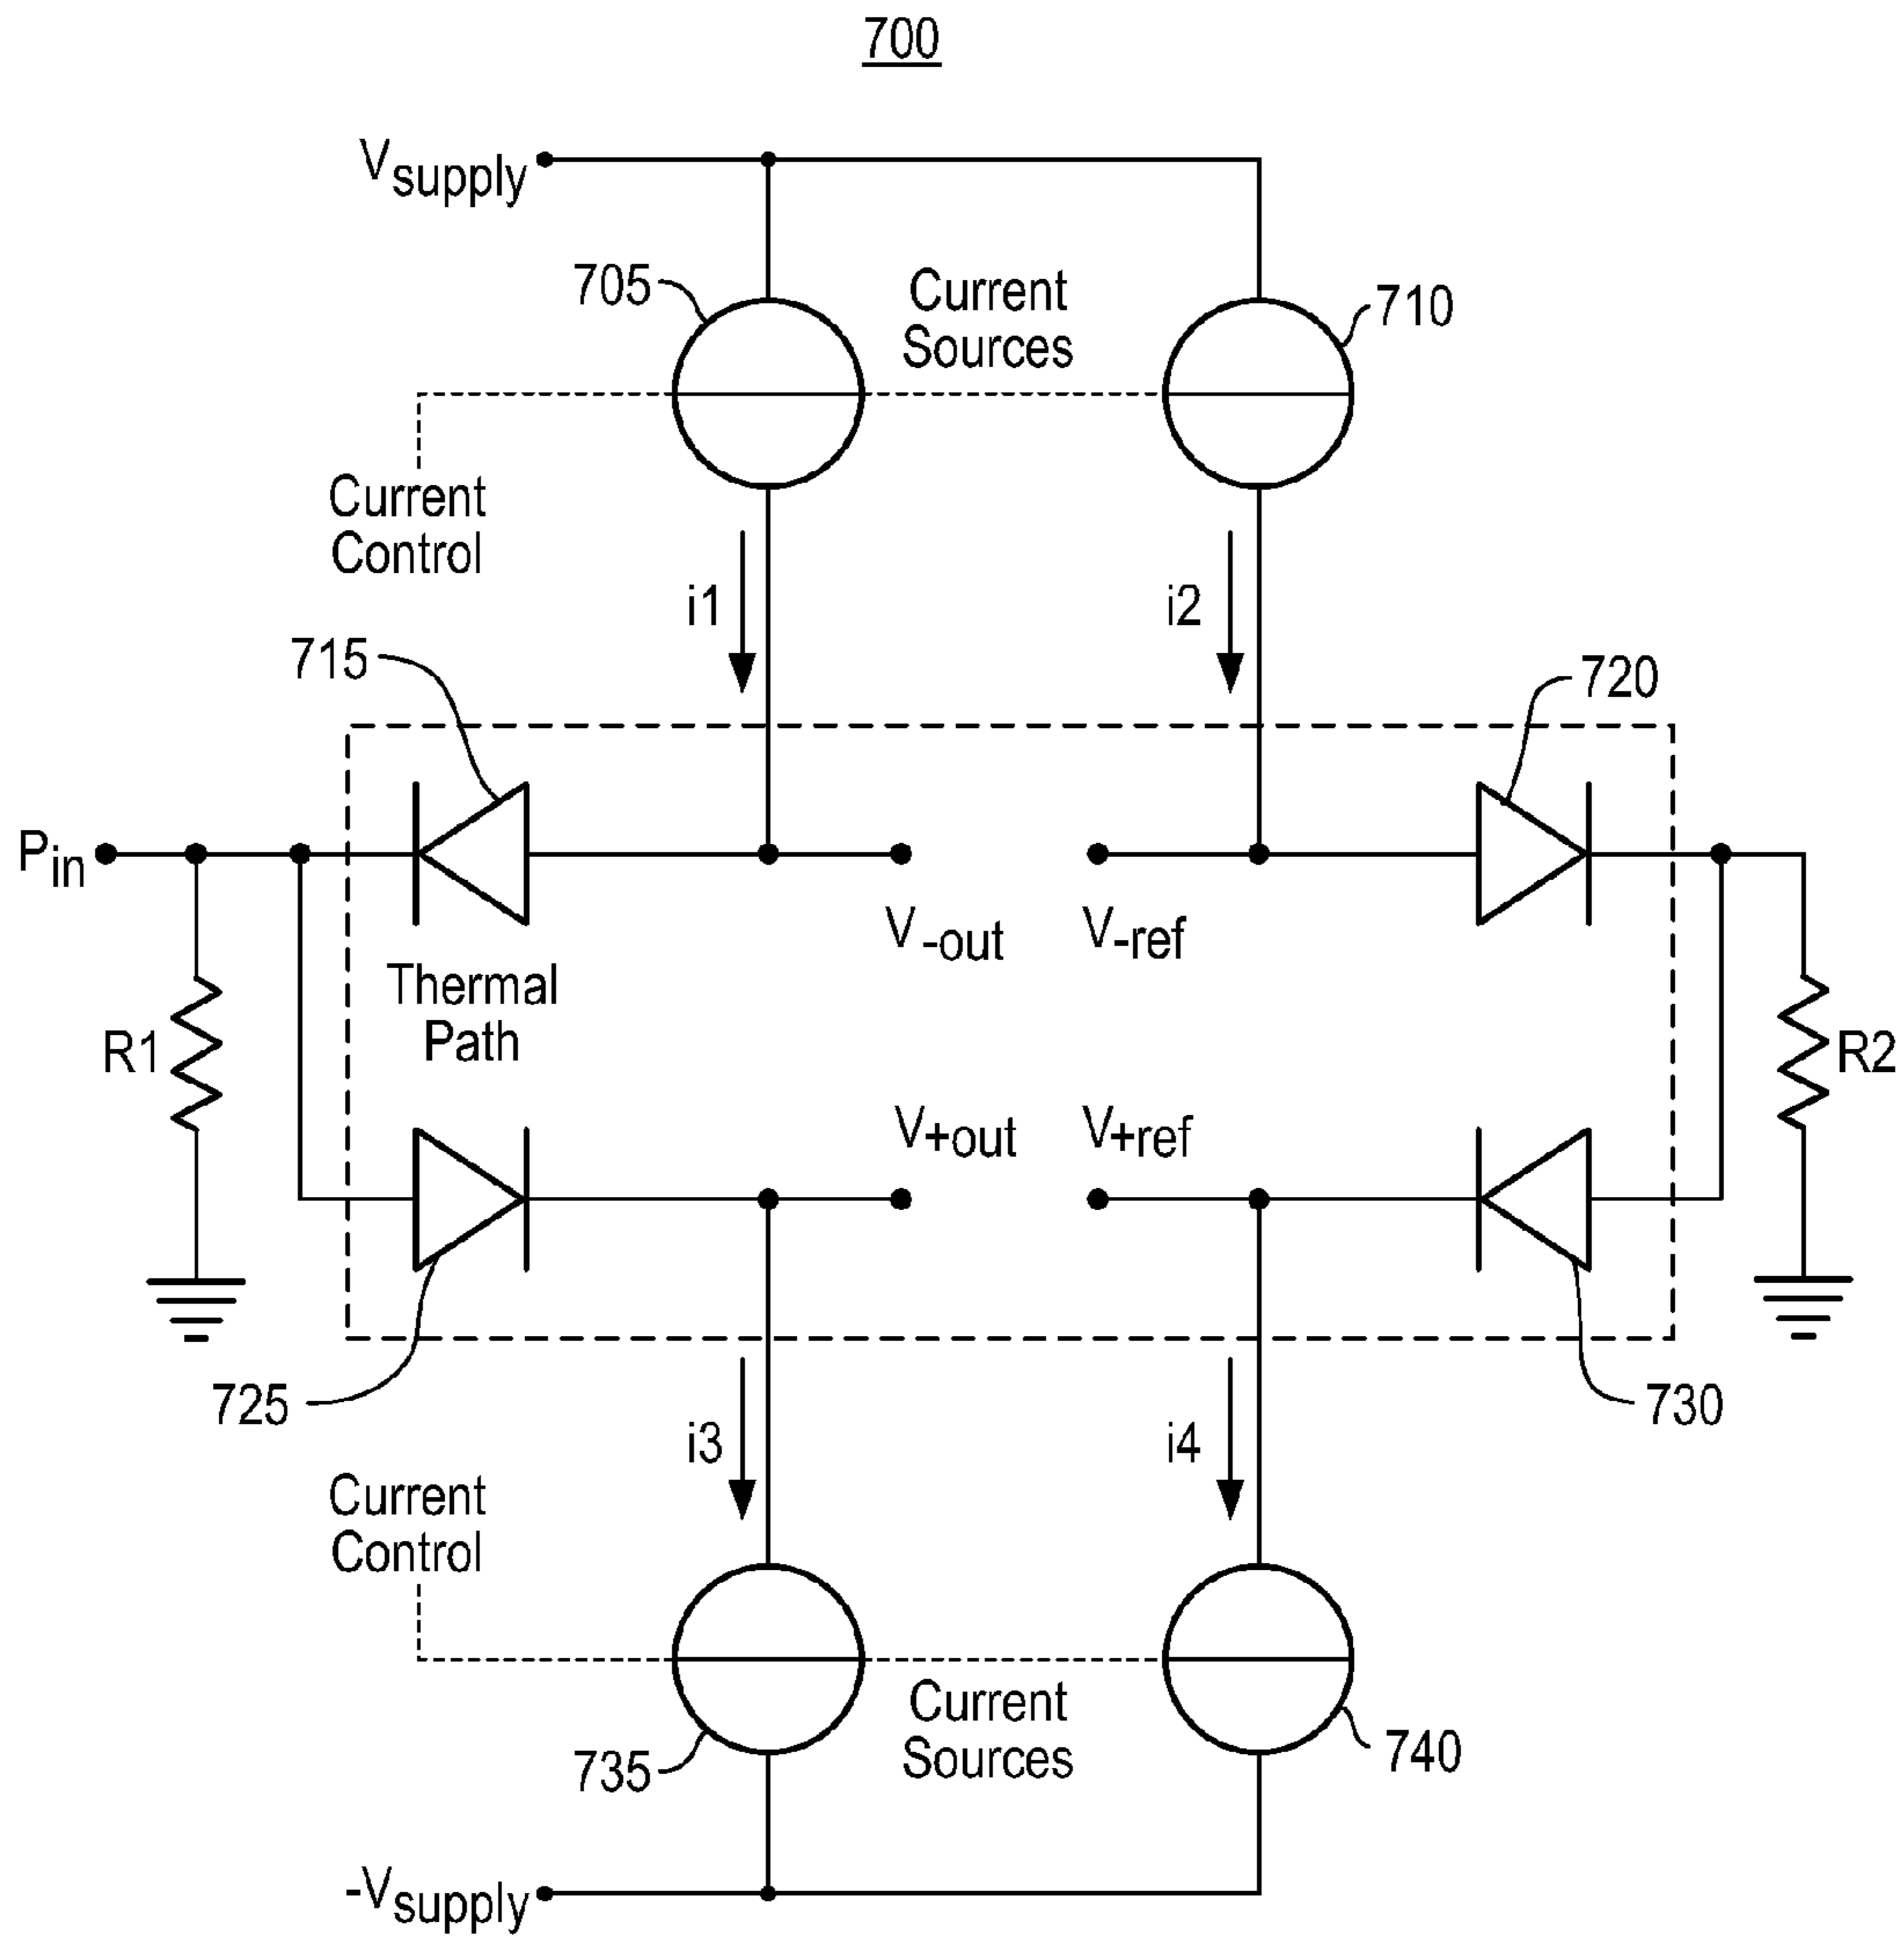 700
Vsupply
705
Current
Sources
710
Current
Control
i1
i2
715
720
Pin
V-out
V-ref
Thermal
Path
R1
R2
V+out
V+ref
725
730
i3
i4
Current
Control
Current
Sources
735
740
-Vsupply